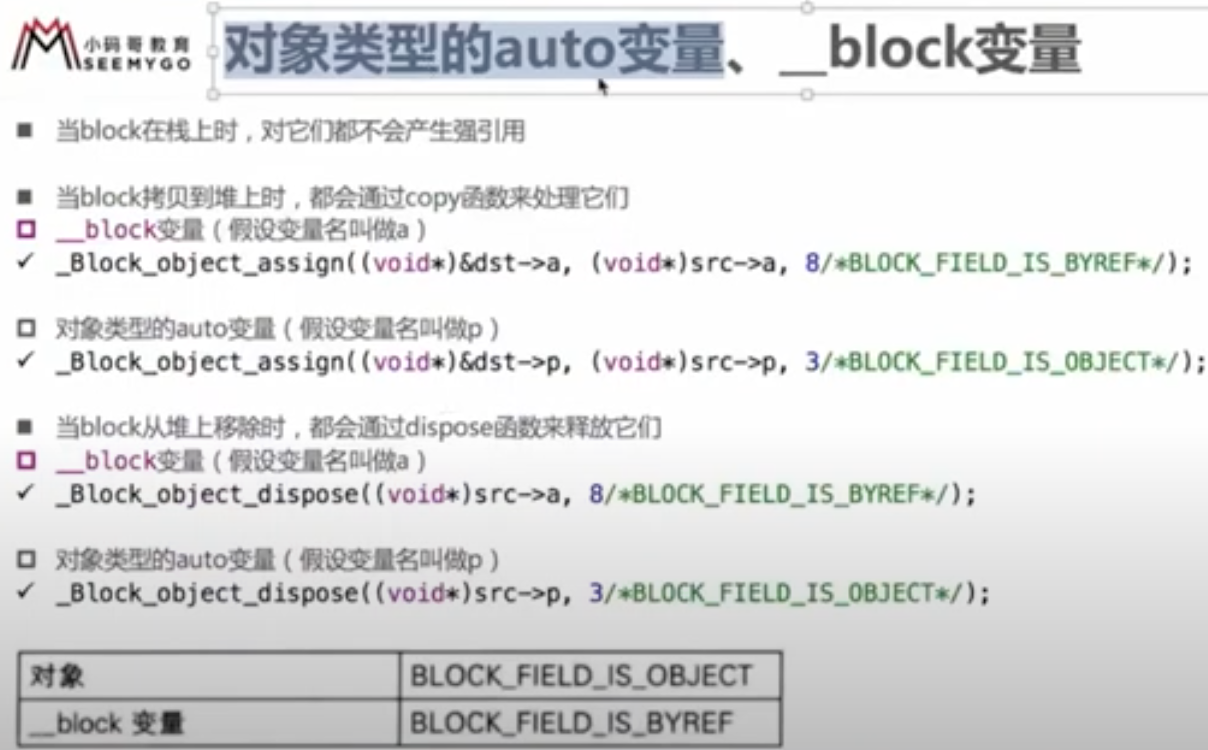 小码哥教育
SEEMYGO
对象类型的auto变量、__block变量
当block在栈上时，对它们都不会产生强引用
当block拷贝到堆上时，都会通过copy函数来处理它们
__block变量（假设变量名叫做a）
_Block_object_assign((void*)&dst->a, (void*)src->a, 8/*BLOCK_FIELD_IS_BYREF*/);
对象类型的auto变量（假设变量名叫做p）
_Block_object_assign((void*)&dst->p, (void*)src->p, 3/*BLOCK_FIELD_IS_OBJECT*/);
当block从堆上移除时，都会通过dispose函数来释放它们
__block变量（假设变量名叫做a）
_Block_object_dispose((void*)src->a, 8/*BLOCK_FIELD_IS_BYREF*/);
对象类型的auto变量（假设变量名叫做p）
_Block_object_dispose((void*)src->p, 3/*BLOCK_FIELD_IS_OBJECT*/);
对象 BLOCK_FIELD_IS_OBJECT
__block 变量 BLOCK_FIELD_IS_BYREF